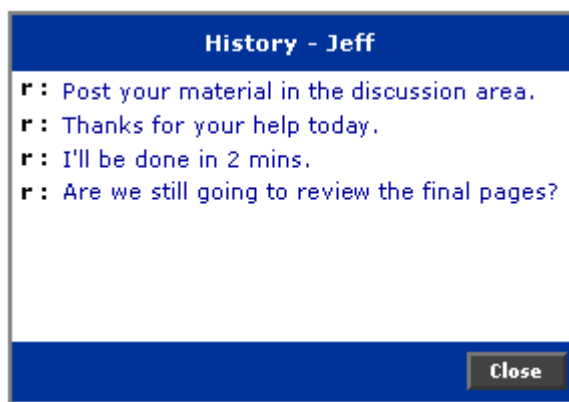 History - Jeff
r: Post your material in the discussion area.
r: Thanks for your help today.
r: I'll be done in 2 mins.
r: Are we still going to review the final pages?
Close